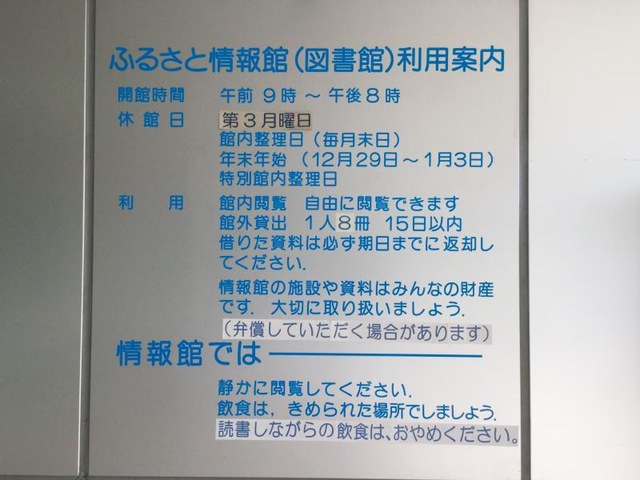 ふるさと情報館(図書館)利用案内
開館時間 午前9時～午後8時
休館日 第3月曜日
館内整理日(毎月末日)
年末年始(12月29日～1月3日)
特別館内整理日
利用 館内閲覧 自由に閲覧できます
館外貸出 1人8冊 15日以内
借りた資料は必ず期日までに返却し
てください.
情報館の施設や資料はみんなの財産
です. 大切に取り扱いましょう.
(弁償していただく場合があります)
情報館では
静かに閲覧してください.
飲食は, きめられた場所でしましょう.
読書しながらの飲食は、おやめください。